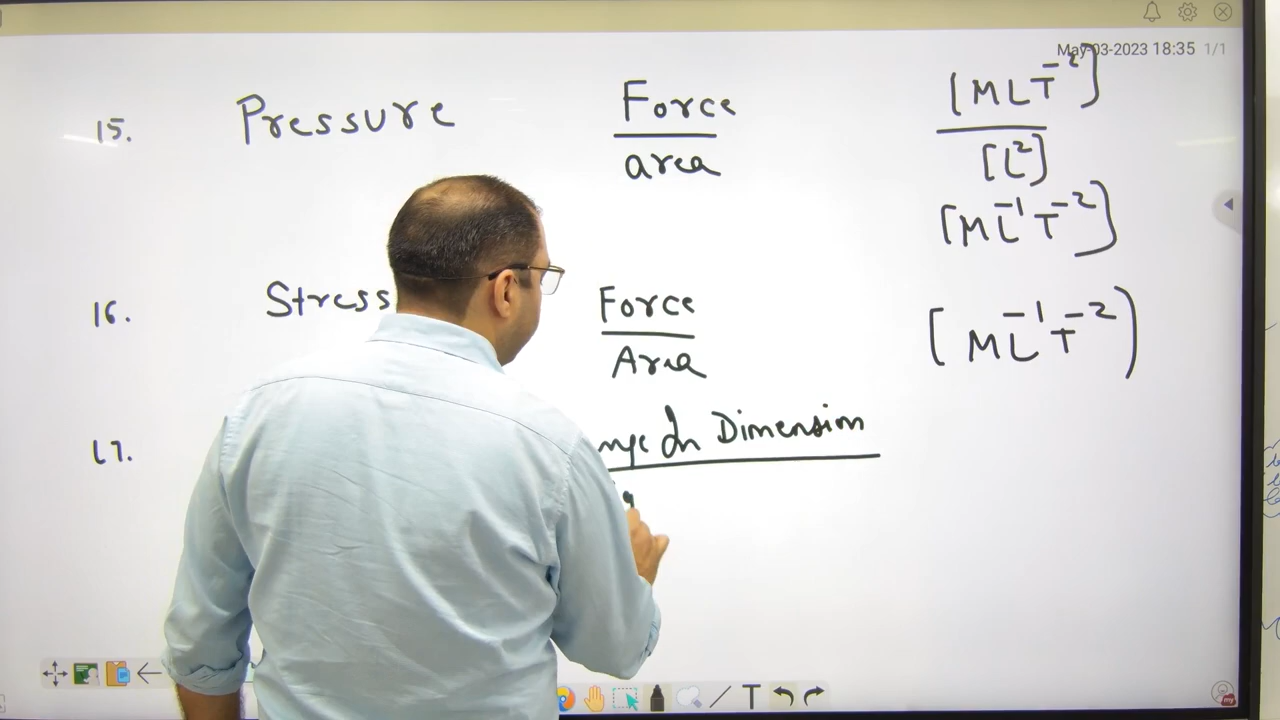 May-03-2023 18:35 1/1
15. Pressure Force [MLT⁻²]
area [L²]
[ML⁻¹T⁻²]
16. Stress Force [ML⁻¹T⁻²)
Area
17. In Dimension
T